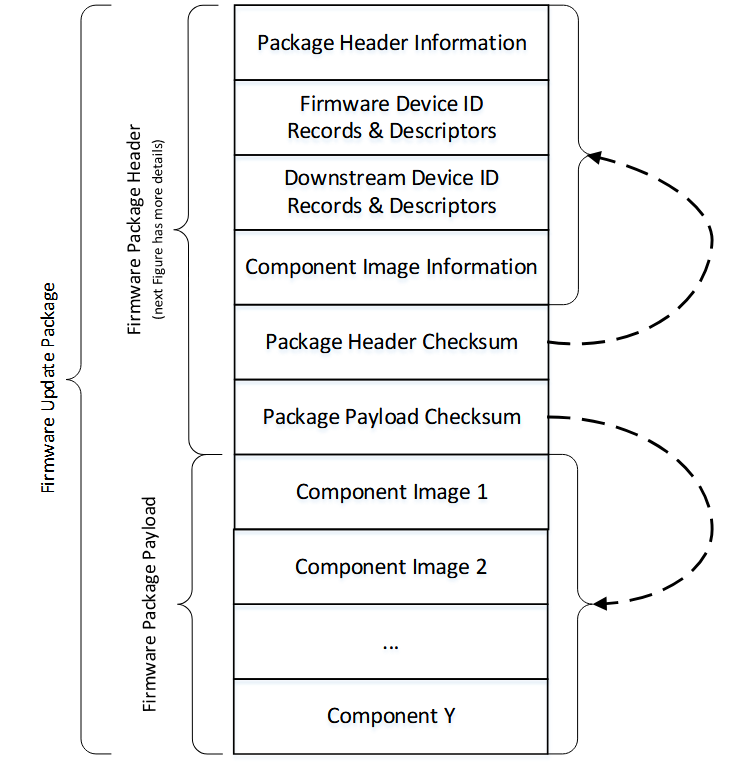 Package Header Information
Firmware Device ID
Records & Descriptors
Downstream Device ID
Records & Descriptors
Component Image Information
Package Header Checksum
Package Payload Checksum
Component Image 1
Component Image 2
...
Component Y
Firmware Package Header
(next Figure has more details)
Firmware Package Payload
Firmware Update Package